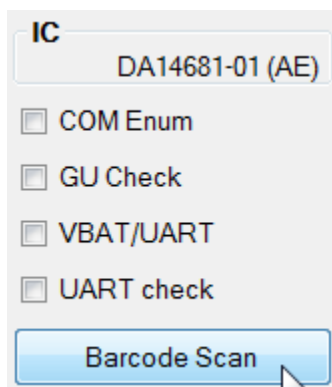 IC
DA14681-01 (AE)
COM Enum
GU Check
VBAT/UART
UART check
Barcode Scan